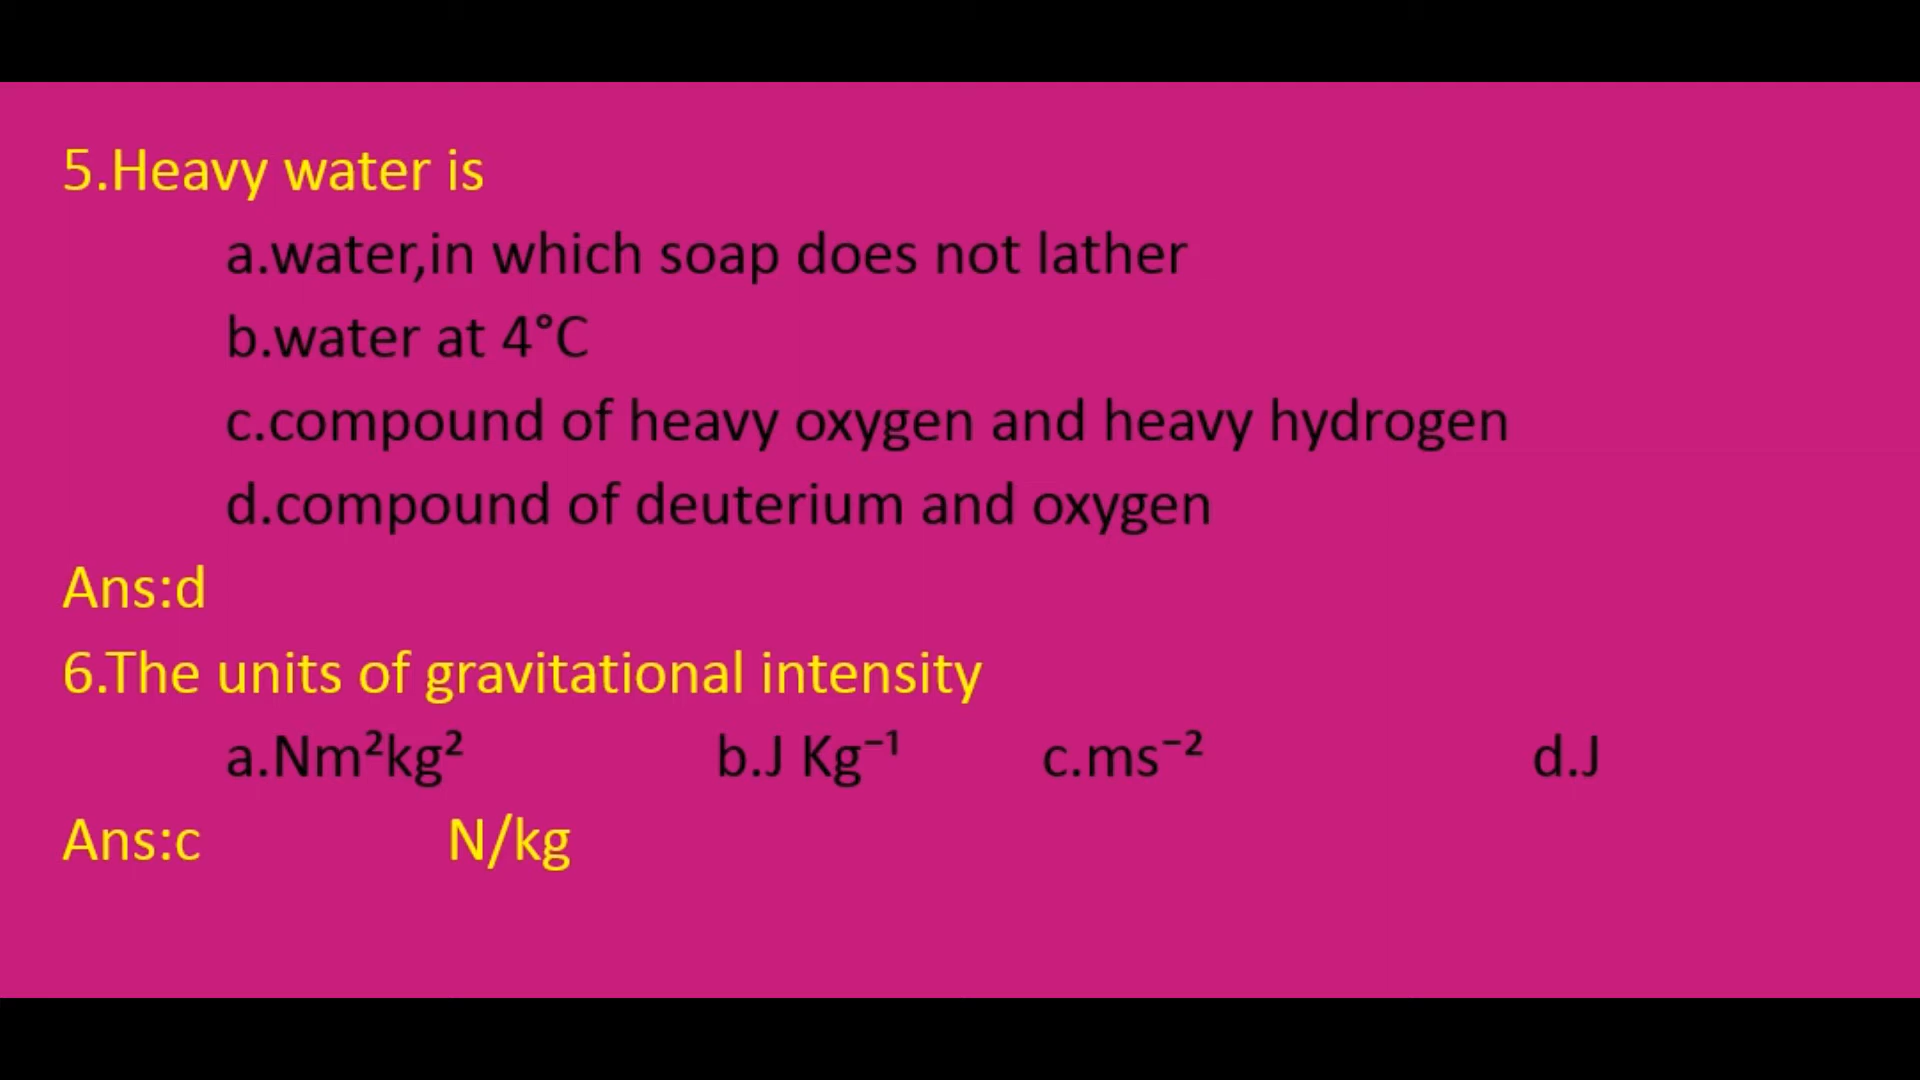 5.Heavy water is
a.water,in which soap does not lather
b.water at 4°C
c.compound of heavy oxygen and heavy hydrogen
d.compound of deuterium and oxygen
Ans:d
6.The units of gravitational intensity
a.Nm²kg² b.J Kg⁻¹ c.ms⁻² d.J
Ans:c N/kg